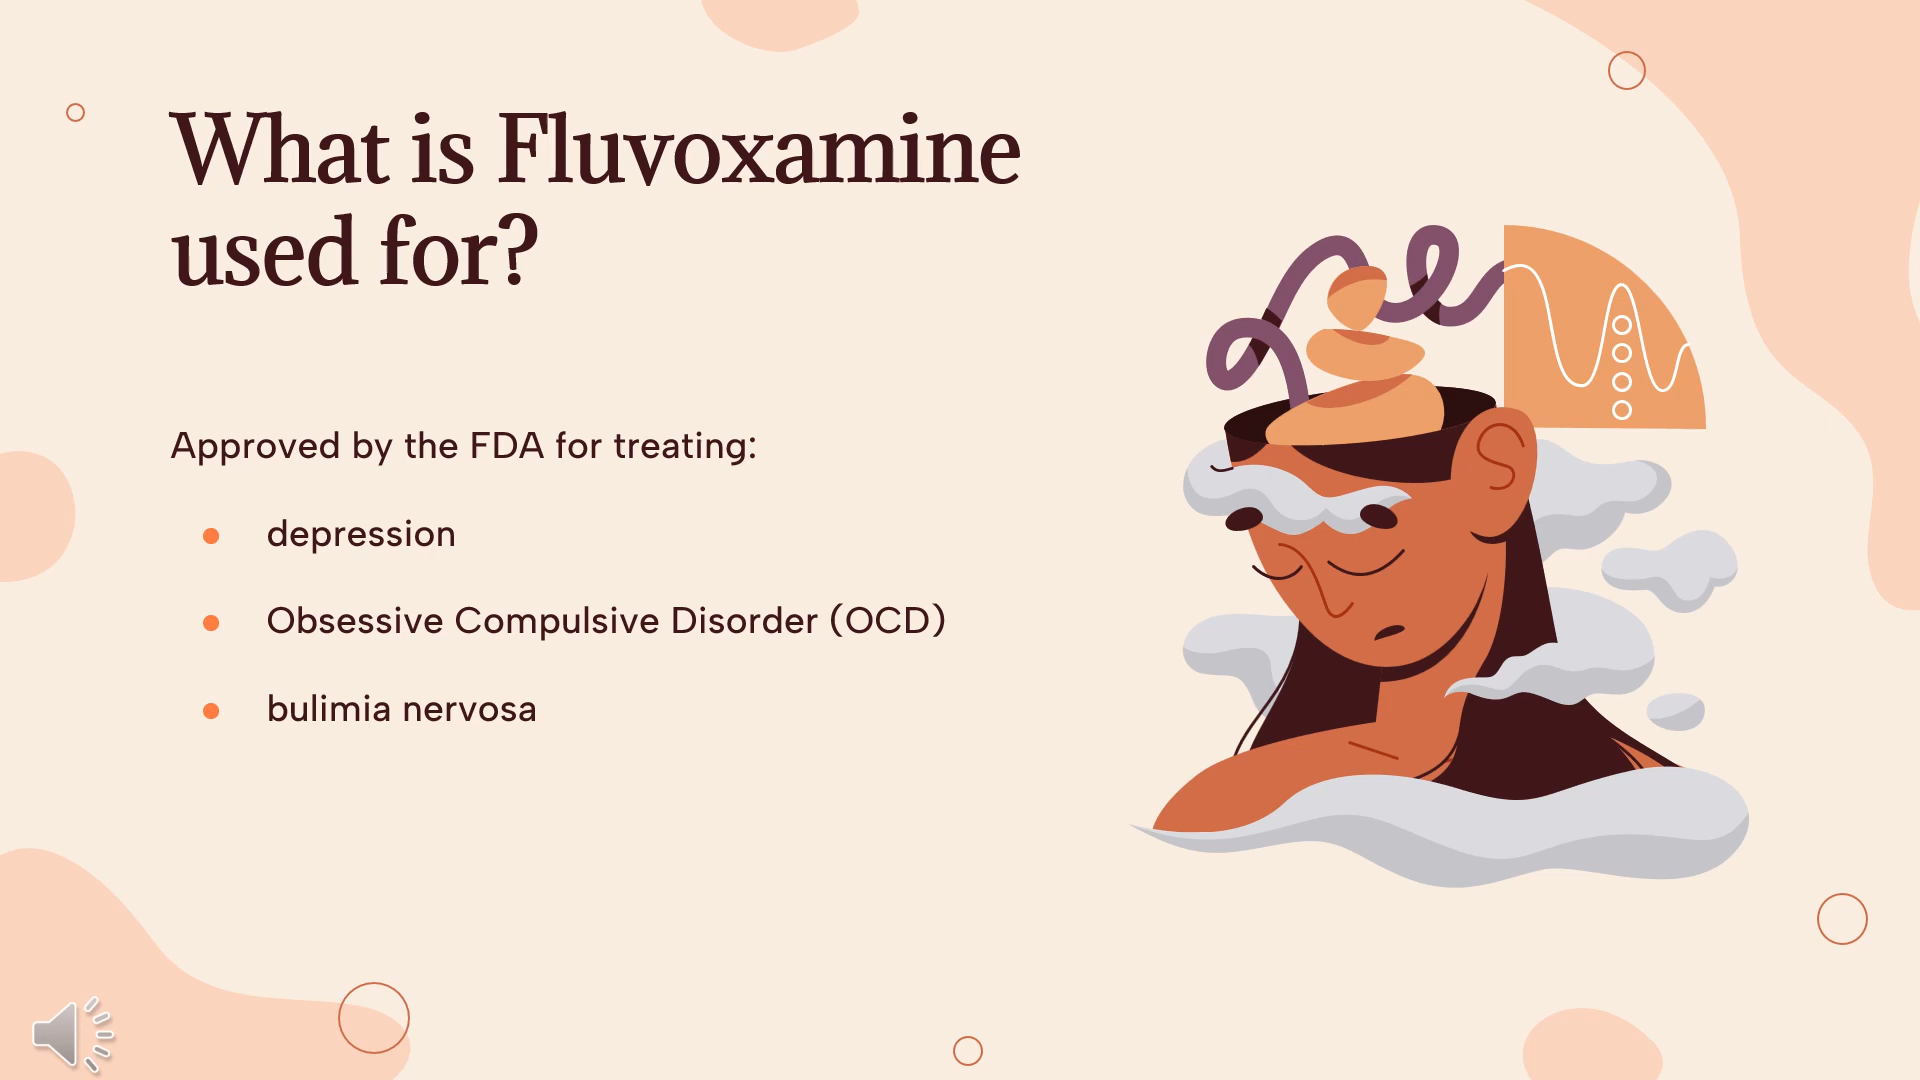 What is Fluvoxamine
used for?
Approved by the FDA for treating:
● depression
● Obsessive Compulsive Disorder (OCD)
● bulimia nervosa